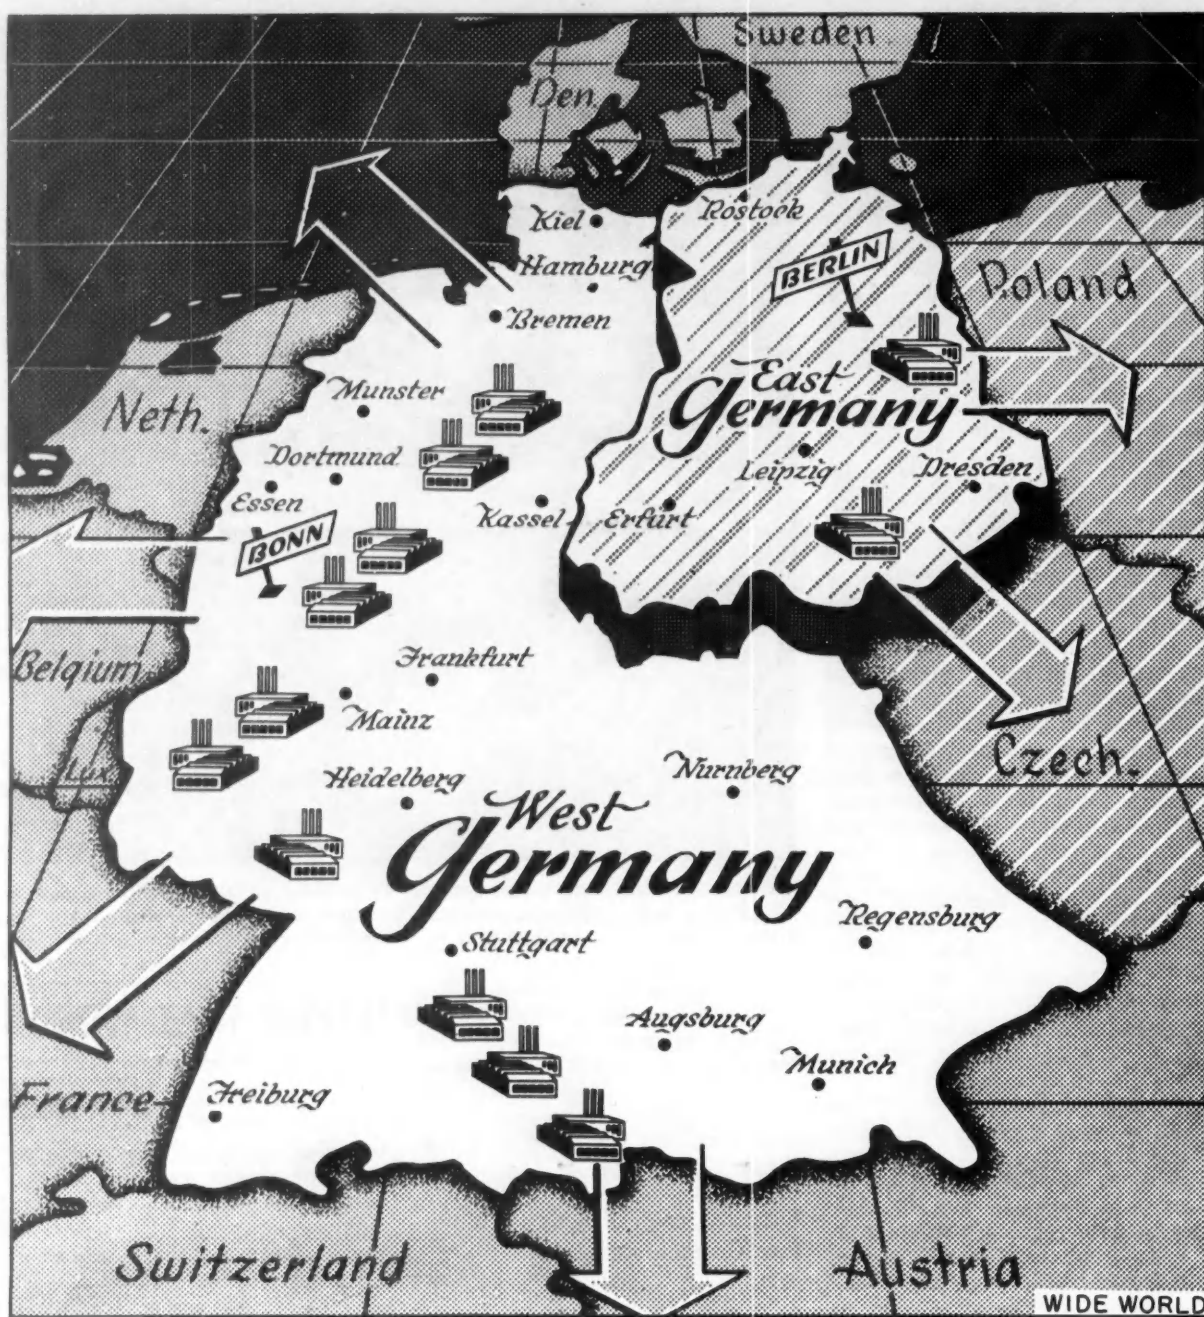 Sweden
Den
Kiel
Rostock
Hamburg
BERLIN
Poland
Bremen
Neth.
Munster
East
Germany
Dortmund
Leipzig
Dresden
Essen
Kassel
Erfurt
BONN
Belgium
Frankfurt
Mainz
Lux.
Heidelberg
Nurnberg
Czech.
West
Germany
Regensburg
Stuttgart
Augsburg
Munich
France
Freiburg
Switzerland
Austria
WIDE WORLD